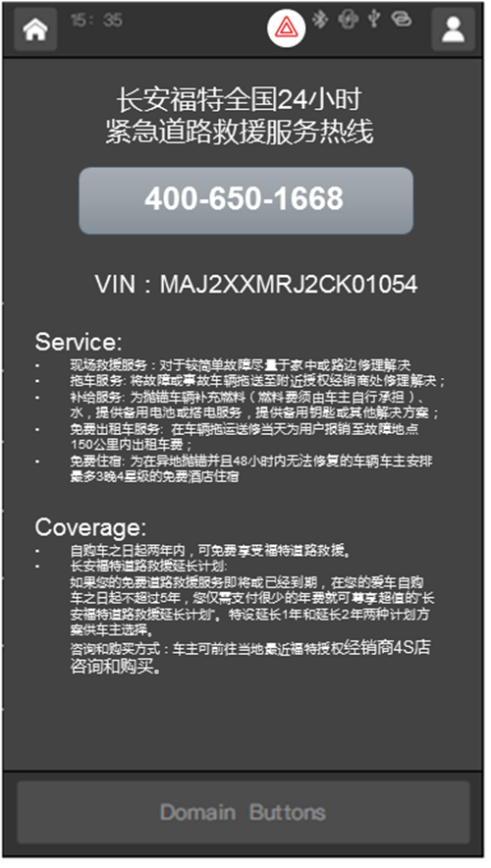 15: 35
长安福特全国24小时
紧急道路救援服务热线
400-650-1668
VIN：MAJ2XXMRJ2CK01054
Service:
• 现场救援服务：对于较简单故障尽量于家中或路边修理解决
• 拖车服务: 将故障或事故车辆拖送至附近授权经销商处修理解决；
• 补给服务: 为抛锚车辆补充燃料（燃料费须由车主自行承担）、
水，提供备用电池或搭电服务，提供备用钥匙或其他解决方案；
• 免费出租车服务: 在车辆拖运送修当天为用户报销至故障地点
150公里内出租车费；
• 免费住宿: 为在异地抛锚并且48小时内无法修复的车辆车主安排
最多3晚4星级的免费酒店住宿
Coverage:
• 自购车之日起两年内，可免费享受福特道路救援。
• 长安福特道路救援延长计划:
如果您的免费道路救援服务即将或已经到期，在您的爱车自购
车之日起不超过5年，您仅需支付很少的年费就可尊享超值的“长
安福特道路救援延长计划”。特设延长1年和延长2年两种计划方
案供车主选择。
咨询和购买方式：车主可前往当地最近福特授权经销商4S店
咨询和购买。
Domain Buttons